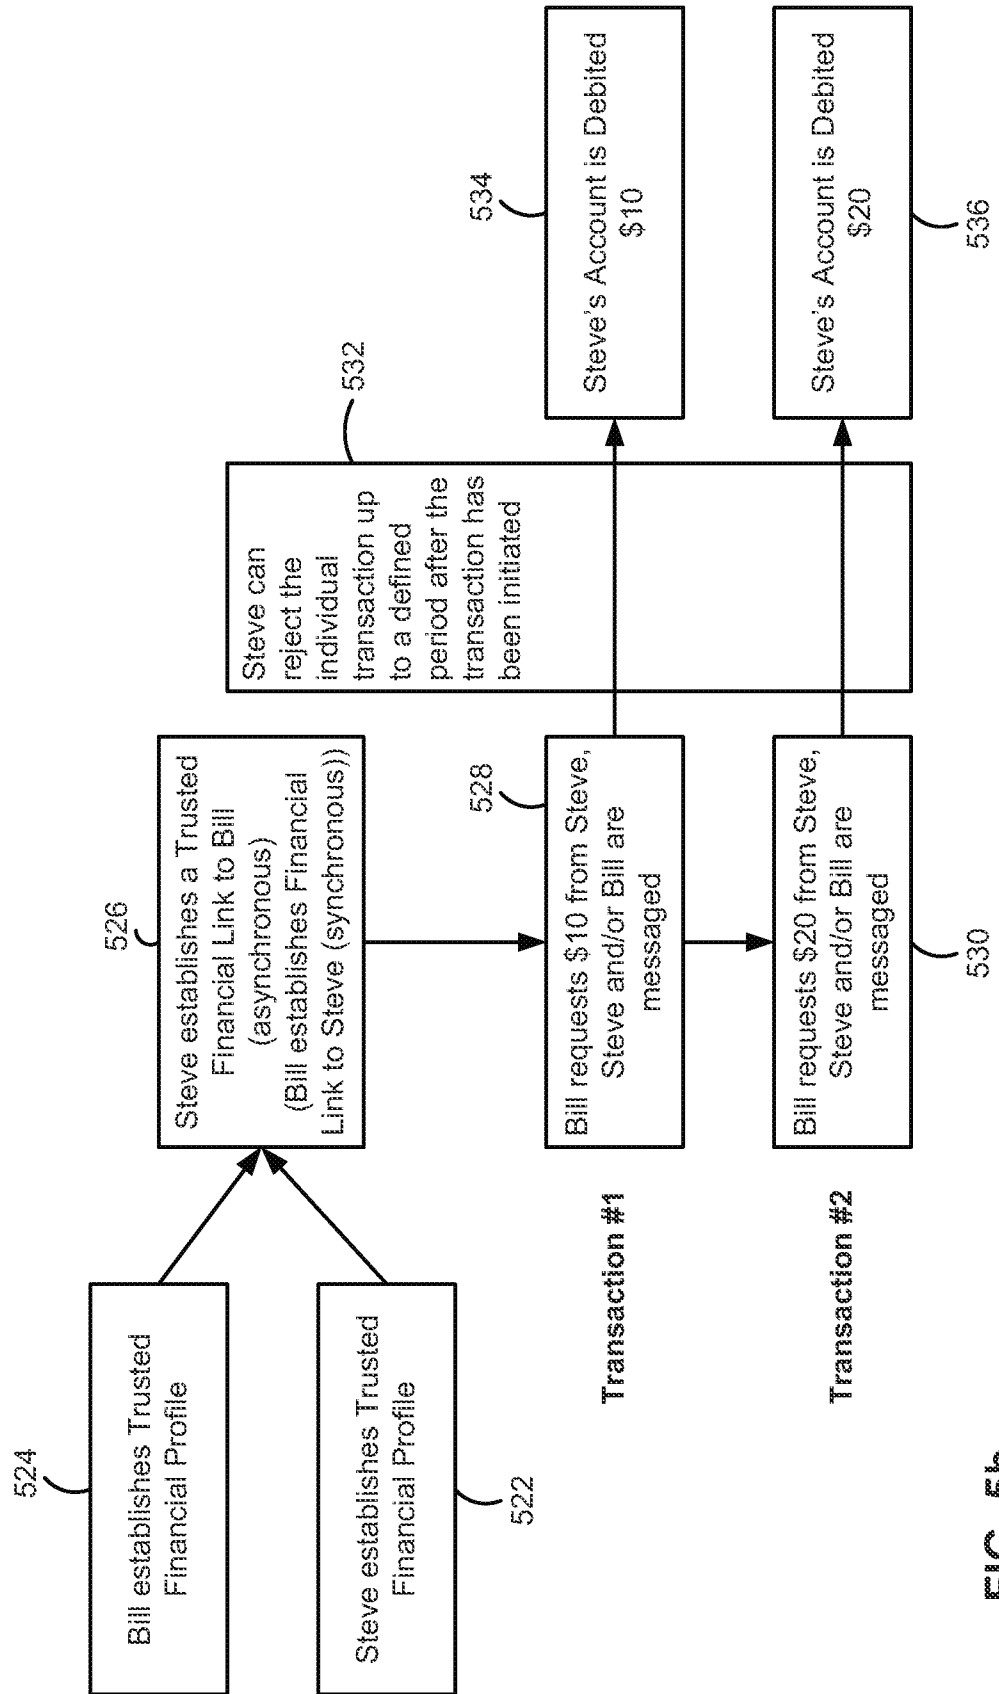 524
Bill establishes Trusted
Financial Profile
Steve establishes Trusted
Financial Profile
522
526
Steve establishes a Trusted
Financial Link to Bill
(asynchronous)
(Bill establishes Financial
Link to Steve (synchronous))
Transaction #1
528
Bill requests $10 from Steve,
Steve and/or Bill are
messaged
Transaction #2
Bill requests $20 from Steve,
Steve and/or Bill are
messaged
530
532
Steve can
reject the
individual
transaction up
to a defined
period after the
transaction has
been initiated
534
Steve's Account is Debited
$10
Steve's Account is Debited
$20
536
FIG. 5b